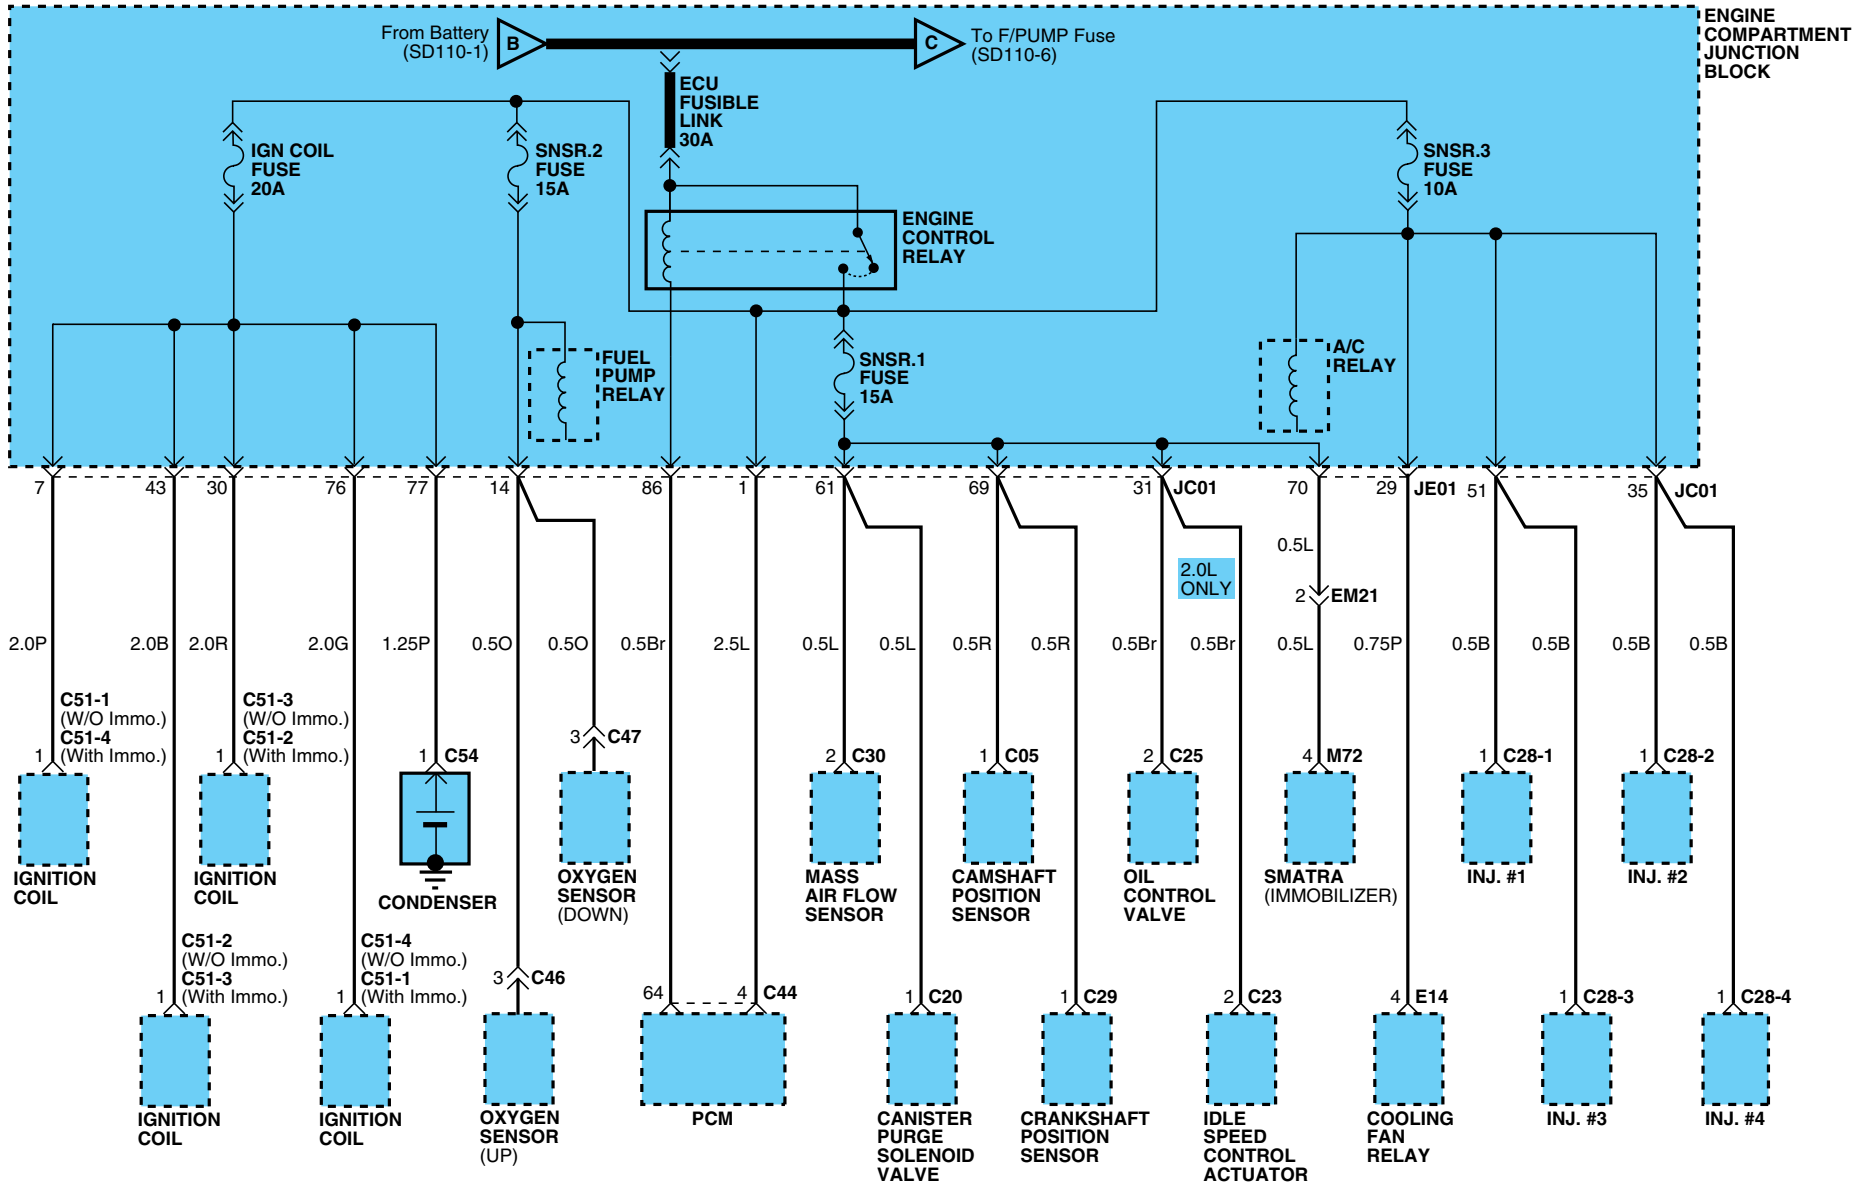 From Battery
(SD110-1)
B
C
To F/PUMP Fuse
(SD110-6)
ENGINE
COMPARTMENT
JUNCTION
BLOCK
ECU
FUSIBLE
LINK
30A
IGN COIL
FUSE
20A
SNSR.2
FUSE
15A
SNSR.3
FUSE
10A
ENGINE
CONTROL
RELAY
FUEL
PUMP
RELAY
SNSR.1
FUSE
15A
A/C
RELAY
7
43
30
76
77
14
86
1
61
69
31
JC01
70
29
JE01
51
35
JC01
0.5L
2.0L
ONLY
2
EM21
2.0P
2.0B
2.0R
2.0G
1.25P
0.5O
0.5O
0.5Br
2.5L
0.5L
0.5L
0.5R
0.5R
0.5Br
0.5Br
0.5L
0.75P
0.5B
0.5B
0.5B
0.5B
C51-1
(W/O Immo.)
C51-4
1 (With Immo.)
C51-3
(W/O Immo.)
C51-2
1 (With Immo.)
1 C54
3 C47
2 C30
1 C05
2 C25
4 M72
1 C28-1
1 C28-2
IGNITION
COIL
IGNITION
COIL
CONDENSER
OXYGEN
SENSOR
(DOWN)
MASS
AIR FLOW
SENSOR
CAMSHAFT
POSITION
SENSOR
OIL
CONTROL
VALVE
SMATRA
(IMMOBILIZER)
INJ. #1
INJ. #2
C51-2
(W/O Immo.)
C51-3
1 (With Immo.)
C51-4
(W/O Immo.)
C51-1
1 (With Immo.)
3 C46
64
4 C44
1 C20
1 C29
2 C23
4 E14
1 C28-3
1 C28-4
IGNITION
COIL
IGNITION
COIL
OXYGEN
SENSOR
(UP)
PCM
CANISTER
PURGE
SOLENOID
VALVE
CRANKSHAFT
POSITION
SENSOR
IDLE
SPEED
CONTROL
ACTUATOR
COOLING
FAN
RELAY
INJ. #3
INJ. #4